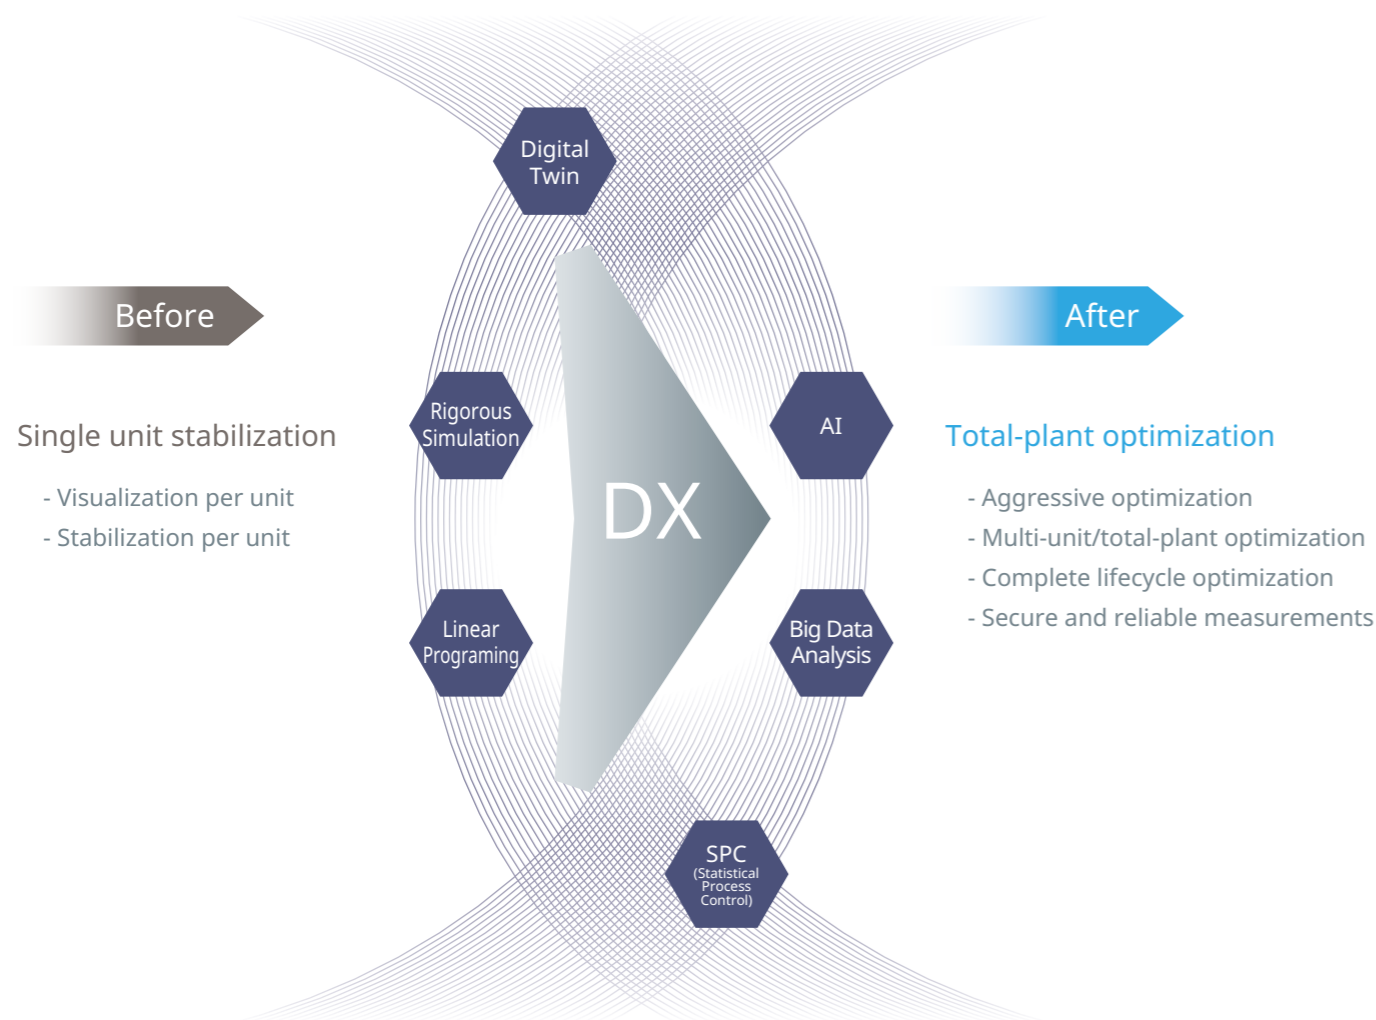 Digital
Twin
Before
After
Rigorous
Simulation
AI
Single unit stabilization
- Visualization per unit
- Stabilization per unit
DX
Total-plant optimization
- Aggressive optimization
- Multi-unit/total-plant optimization
- Complete lifecycle optimization
- Secure and reliable measurements
Linear
Programing
Big Data
Analysis
SPC
(Statistical
Process
Control)